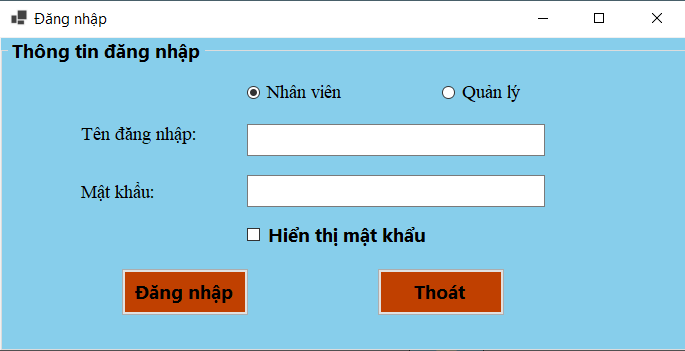 Đăng nhập
Thông tin đăng nhập
Nhân viên Quản lý
Tên đăng nhập:
Mật khẩu:
Hiển thị mật khẩu
Đăng nhập Thoát